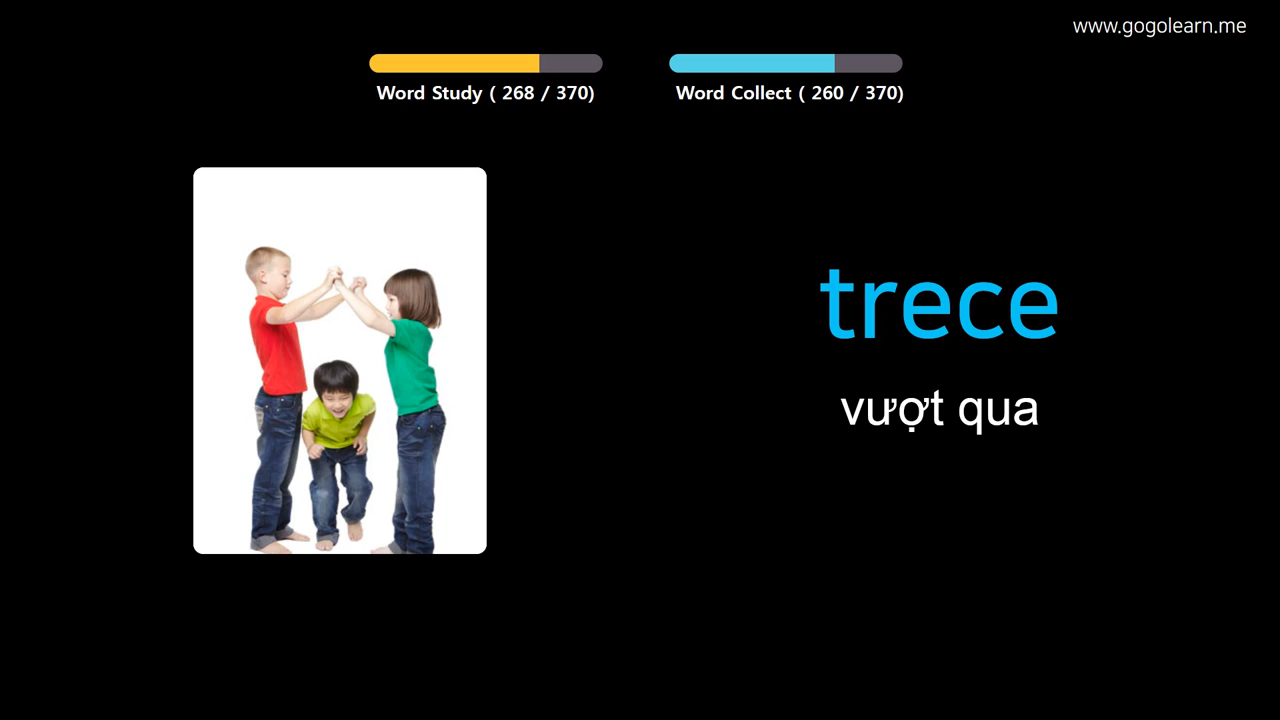 www.gogolearn.me
Word Study ( 268 / 370)
Word Collect ( 260 / 370)
trece
vượt qua